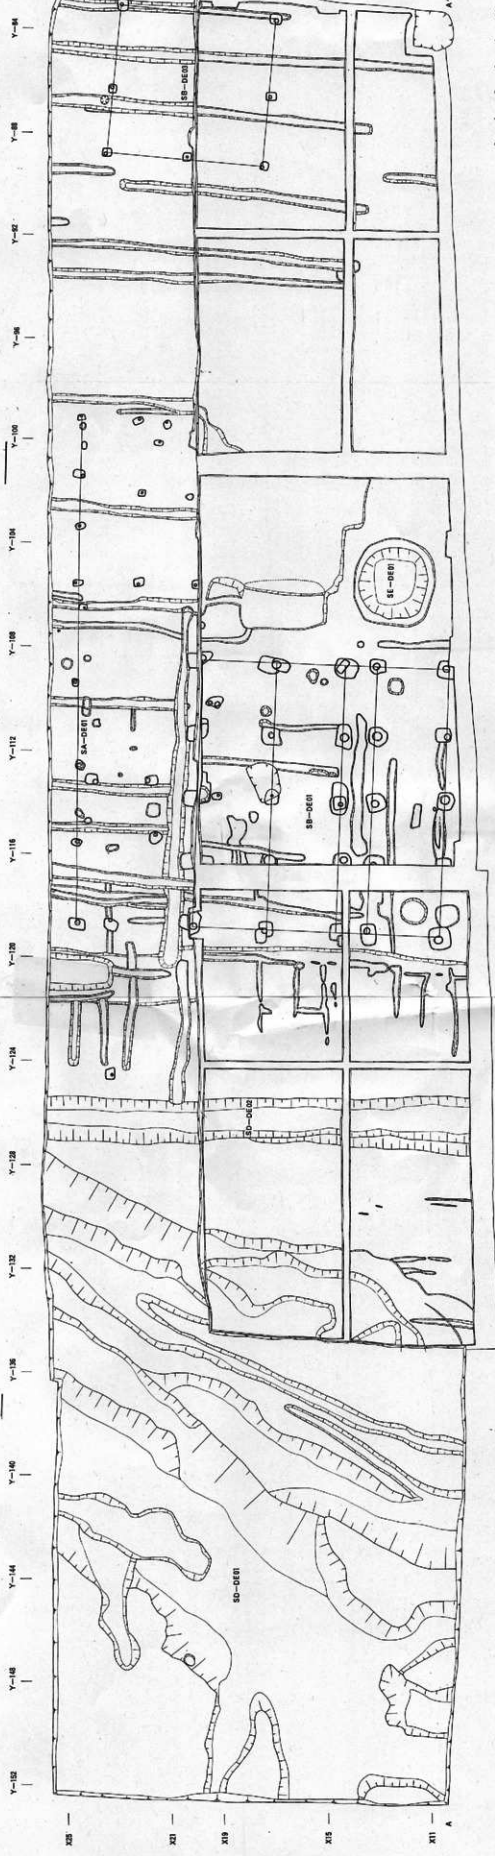 A'
Y—84
SB—DE03
Y—88
Y—92
Y—96
Y—100
Y—104
SE—DE01
Y—108
SA—DE01
Y—112
SB—DE01
Y—116
Y—120
Y—124
SD—DE02
Y—128
Y—132
Y—136
Y—140
Y—144
SD—DE01
Y—148
Y—152
X25
X21
X19
X15
X11
A